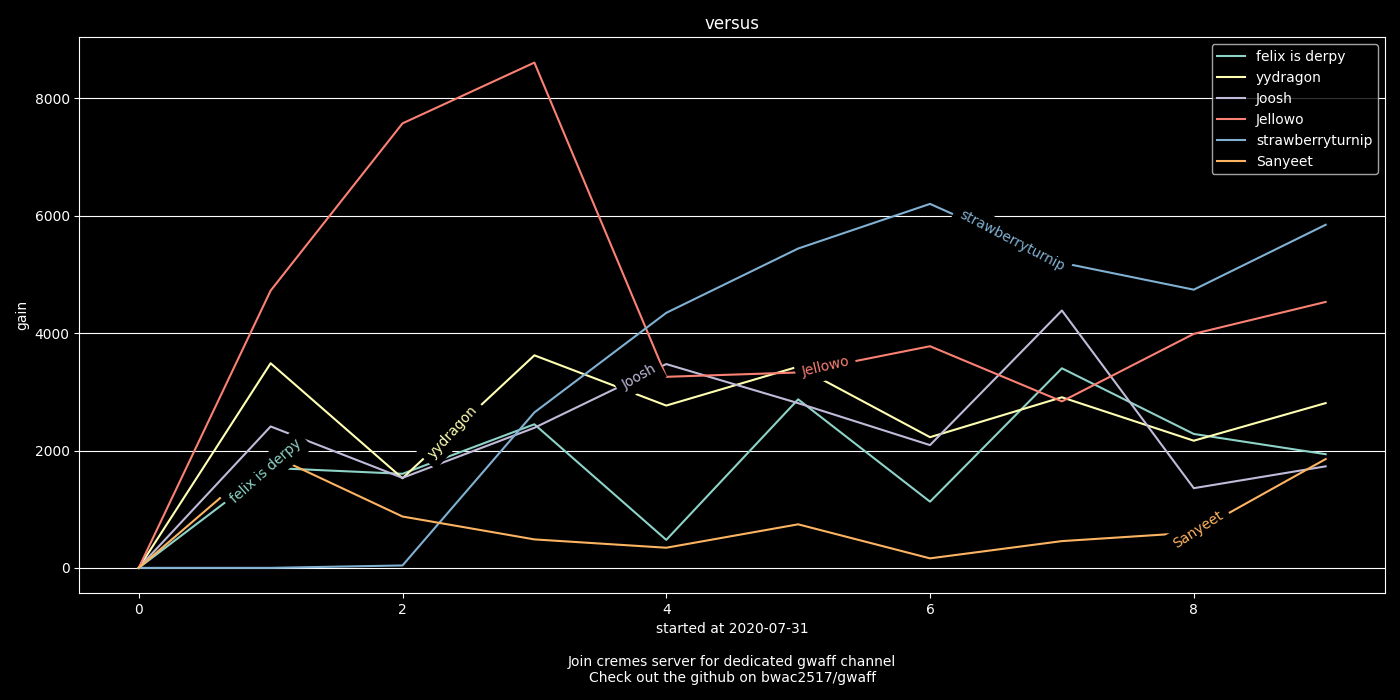 versus
felix is derpy
yydragon
Joosh
Jellowo
strawberryturnip
Sanyeet
8000
6000
4000
2000
0
gain
felix is derpy
yydragon
Joosh
Jellowo
strawberryturnip
Sanyeet
0 2 4 6 8
started at 2020-07-31
Join cremes server for dedicated gwaff channel
Check out the github on bwac2517/gwaff